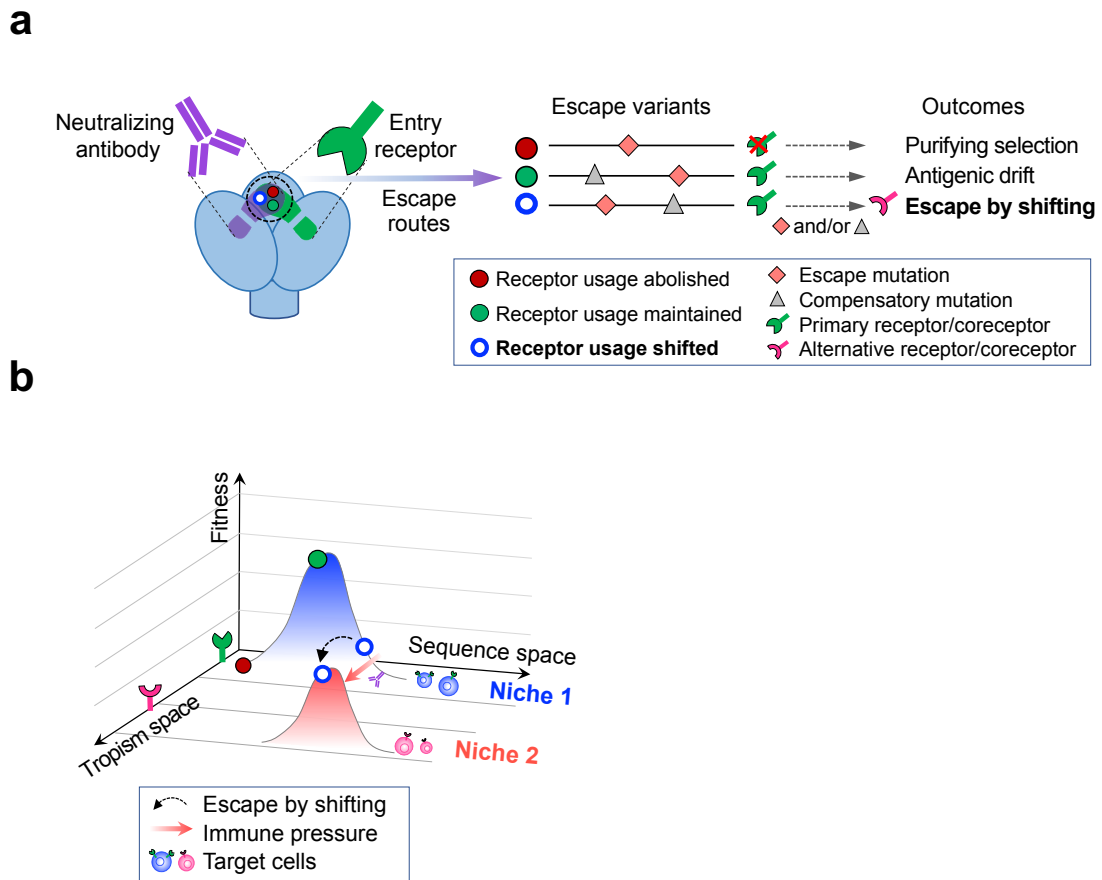 a
Neutralizing
antibody
Entry
receptor
Escape
routes
Escape variants
Outcomes
Purifying selection
Antigenic drift
Escape by shifting
and/or
Receptor usage abolished
Receptor usage maintained
Receptor usage shifted
Escape mutation
Compensatory mutation
Primary receptor/coreceptor
Alternative receptor/coreceptor
b
Fitness
Sequence space
Niche 1
Niche 2
Tropism space
Escape by shifting
Immune pressure
Target cells